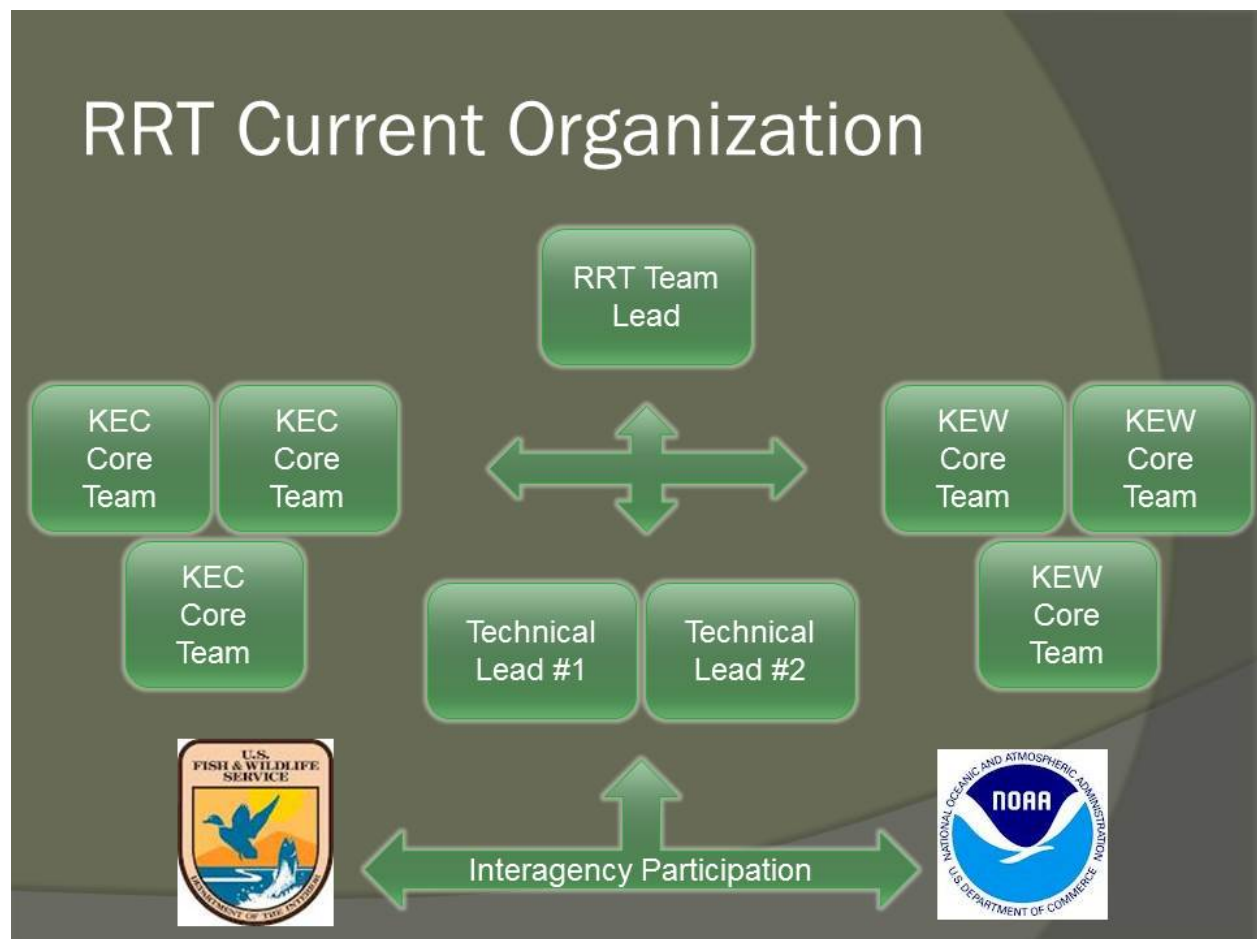 RRT Current Organization
RRT Team
Lead
KEC
Core
Team
KEC
Core
Team
KEW
Core
Team
KEW
Core
Team
KEC
Core
Team
Technical
Lead #1
Technical
Lead #2
KEW
Core
Team
U.S.
FISH & WILDLIFE
SERVICE
DEPARTMENT OF THE INTERIOR
Interagency Participation
NATIONAL OCEANIC AND ATMOSPHERIC ADMINISTRATION
NOAA
U.S. DEPARTMENT OF COMMERCE